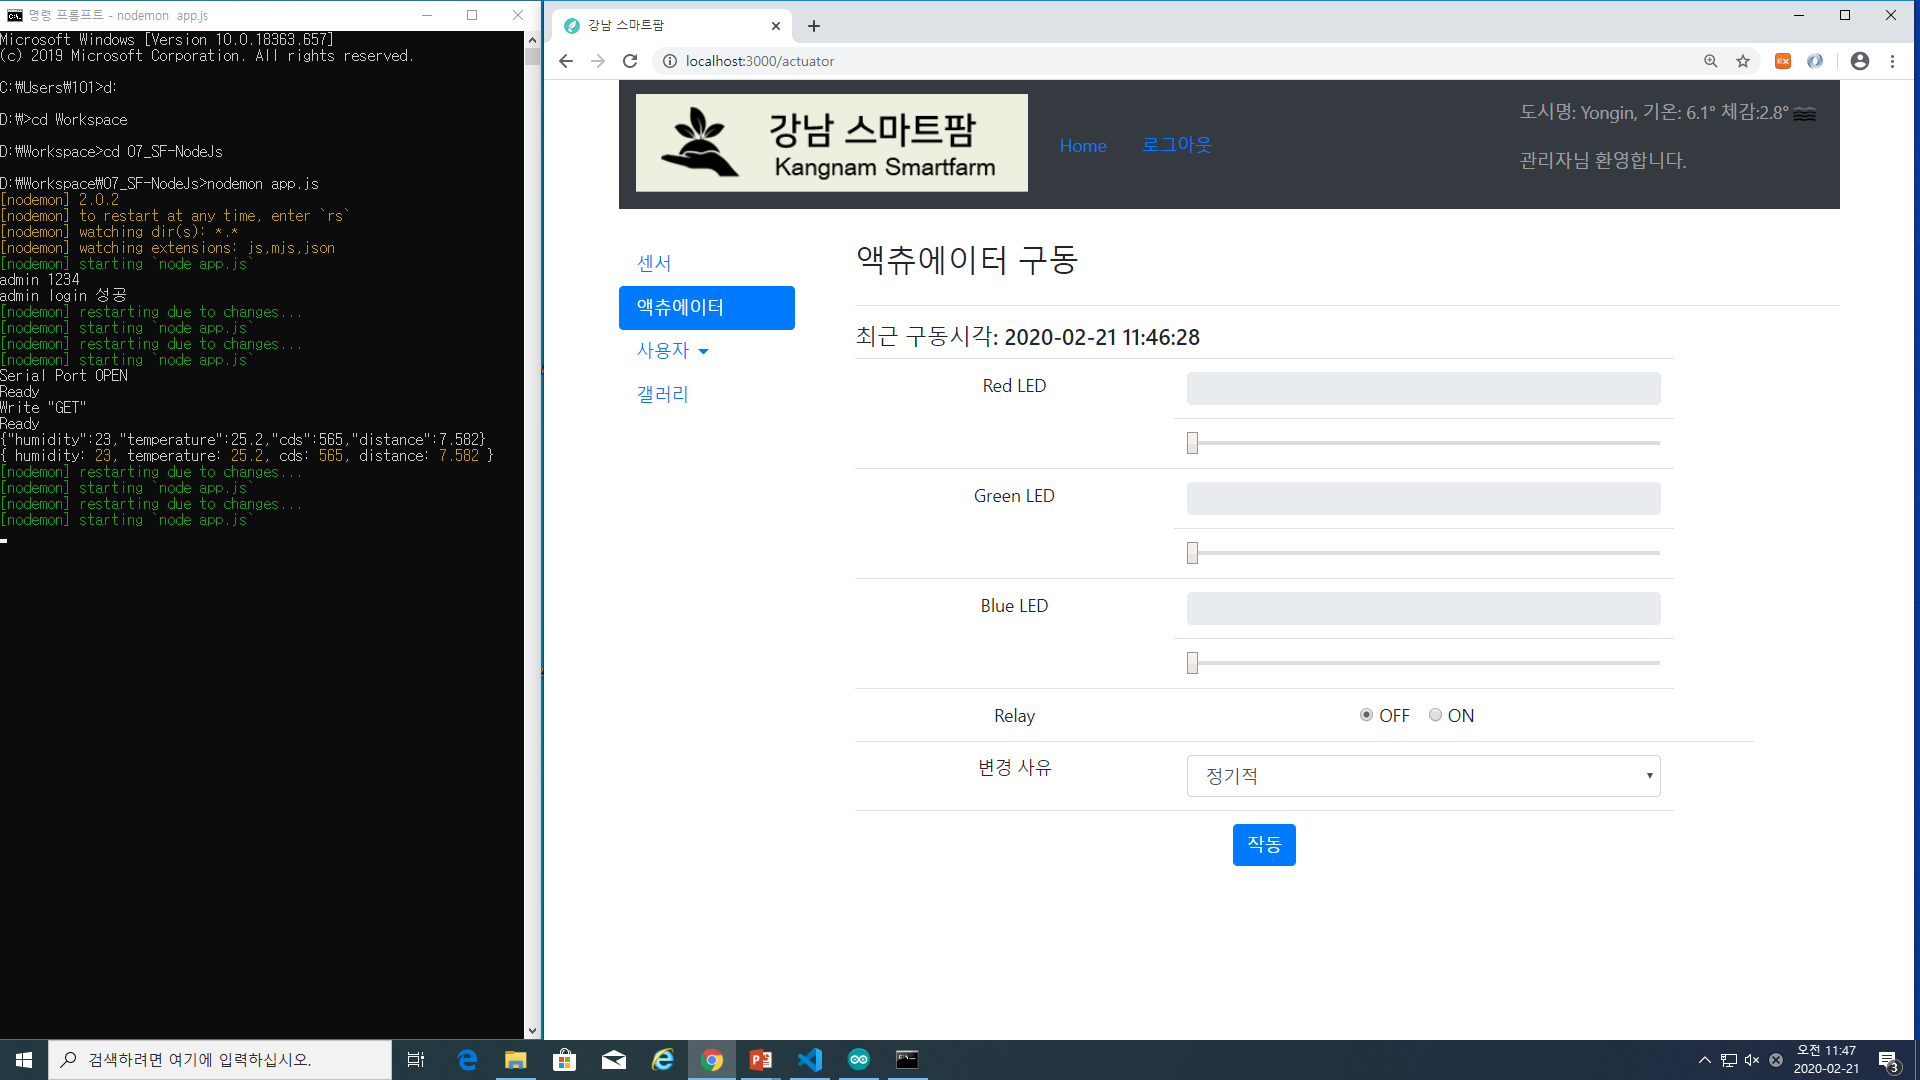 명령 프롬프트 - nodemon app.js
Microsoft Windows [Version 10.0.18363.657]
(c) 2019 Microsoft Corporation. All rights reserved.
C:₩Users₩101>d:
D:₩>cd Workspace
D:₩Workspace>cd 07_SF-NodeJs
D:₩Workspace₩07_SF-NodeJs>nodemon app.js
[nodemon] 2.0.2
[nodemon] to restart at any time, enter `rs`
[nodemon] watching dir(s): *.*
[nodemon] watching extensions: js,mjs,json
[nodemon] starting `node app.js`
admin 1234
admin login 성공
[nodemon] restarting due to changes...
[nodemon] starting `node app.js`
[nodemon] restarting due to changes...
[nodemon] starting `node app.js`
Serial Port OPEN
Ready
Write "GET"
Ready
{"humidity":23,"temperature":25.2,"cds":565,"distance":7.582}
{ humidity: 23, temperature: 25.2, cds: 565, distance: 7.582 }
[nodemon] restarting due to changes...
[nodemon] starting `node app.js`
[nodemon] restarting due to changes...
[nodemon] starting `node app.js`
강남 스마트팜
localhost:3000/actuator
강남 스마트팜
Kangnam Smartfarm
Home 로그아웃
도시명: Yongin, 기온: 6.1° 체감:2.8°
관리자님 환영합니다.
센서
액츄에이터
사용자
갤러리
액츄에이터 구동
최근 구동시각: 2020-02-21 11:46:28
Red LED
Green LED
Blue LED
Relay OFF ON
변경 사유 정기적
작동
검색하려면 여기에 입력하십시오.
오전 11:47
2020-02-21
3